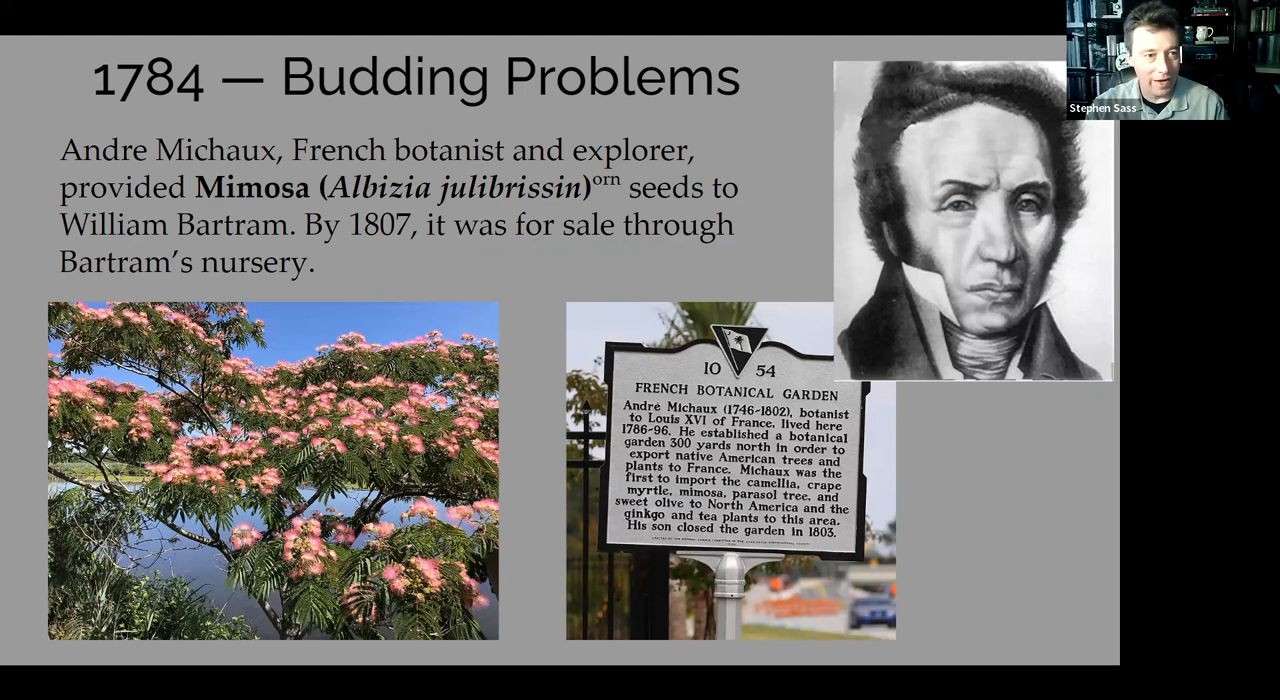 1784 — Budding Problems
Stephen Sass
Andre Michaux, French botanist and explorer,
provided Mimosa (Albizia julibrissin)orn seeds to
William Bartram. By 1807, it was for sale through
Bartram's nursery.
10 54
FRENCH BOTANICAL GARDEN
André Michaux (1746-1802), botanist
to Louis XVI of France, lived here
1786-96. He established a botanical
garden 300 yards north in order to
export native American trees and
plants to France. Michaux was the
first to import the camellia, crape
myrtle, mimosa, parasol tree, and
sweet olive to North America and the
ginkgo and tea plants to this area.
His son closed the garden in 1803.